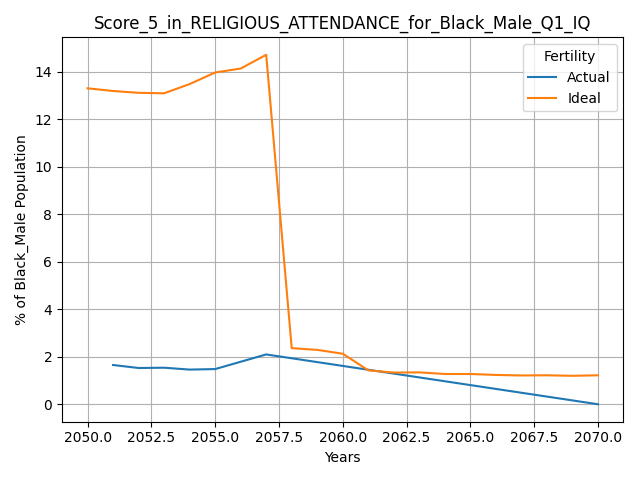 Score_5_in_RELIGIOUS_ATTENDANCE_for_Black_Male_Q1_IQ
Fertility
Actual
Ideal
% of Black_Male Population
14
12
10
8
6
4
2
0
2050.0 2052.5 2055.0 2057.5 2060.0 2062.5 2065.0 2067.5 2070.0
Years